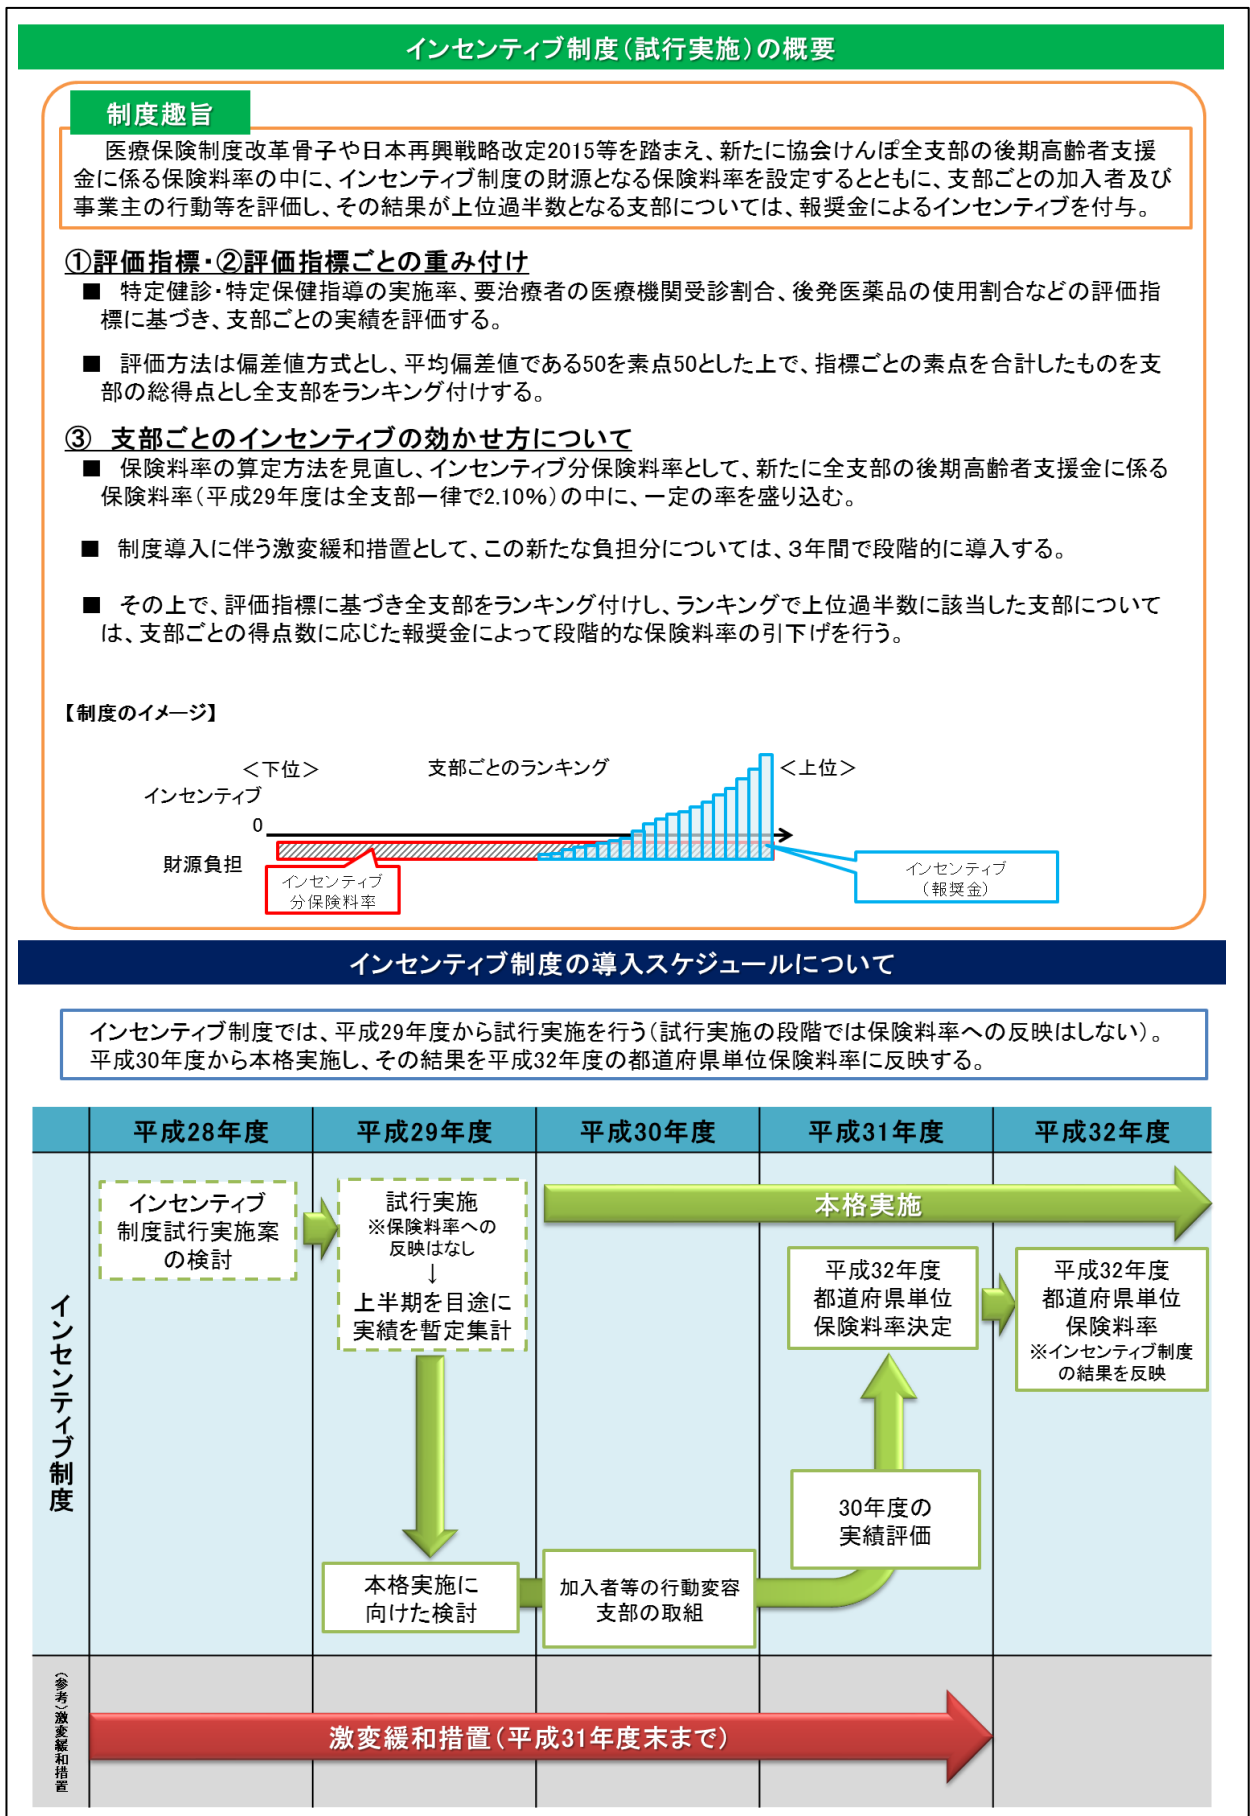 インセンティブ制度（試行実施）の概要
制度趣旨
医療保険制度改革骨子や日本再興戦略改定2015等を踏まえ、新たに協会けんぽ全支部の後期高齢者支援
金に係る保険料率の中に、インセンティブ制度の財源となる保険料率を設定するとともに、支部ごとの加入者及び
事業主の行動等を評価し、その結果が上位過半数となる支部については、報奨金によるインセンティブを付与。
①評価指標・②評価指標ごとの重み付け
■ 特定健診・特定保健指導の実施率、要治療者の医療機関受診割合、後発医薬品の使用割合などの評価指
標に基づき、支部ごとの実績を評価する。
■ 評価方法は偏差値方式とし、平均偏差値である50を素点50とした上で、指標ごとの素点を合計したものを支
部の総得点とし全支部をランキング付けする。
③ 支部ごとのインセンティブの効かせ方について
■ 保険料率の算定方法を見直し、インセンティブ分保険料率として、新たに全支部の後期高齢者支援金に係る
保険料率（平成29年度は全支部一律で2.10％）の中に、一定の率を盛り込む。
■ 制度導入に伴う激変緩和措置として、この新たな負担分については、３年間で段階的に導入する。
■ その上で、評価指標に基づき全支部をランキング付けし、ランキングで上位過半数に該当した支部について
は、支部ごとの得点数に応じた報奨金によって段階的な保険料率の引下げを行う。
【制度のイメージ】
＜下位＞ 支部ごとのランキング ＜上位＞
インセンティブ
0
財源負担
インセンティブ
分保険料率
インセンティブ
（報奨金）
インセンティブ制度の導入スケジュールについて
インセンティブ制度では、平成29年度から試行実施を行う（試行実施の段階では保険料率への反映はしない）。
平成30年度から本格実施し、その結果を平成32年度の都道府県単位保険料率に反映する。
平成28年度 平成29年度 平成30年度 平成31年度 平成32年度
インセンティブ制度
インセンティブ
制度試行実施案
の検討
試行実施
※保険料率への
反映はなし
↓
上半期を目途に
実績を暫定集計
本格実施
平成32年度
都道府県単位
保険料率決定
平成32年度
都道府県単位
保険料率
※インセンティブ制度
の結果を反映
30年度の
実績評価
本格実施に
向けた検討
加入者等の行動変容
支部の取組
（参考）激変緩和措置
激変緩和措置（平成31年度末まで）